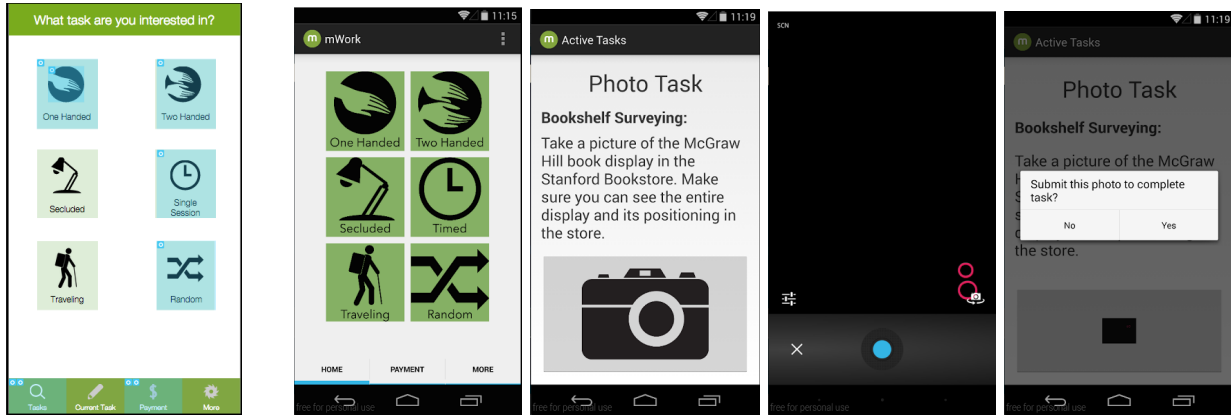 What task are you interested in?
One Handed
Two Handed
Secluded
Single
Session
Traveling
Random
Tasks
Current Task
Payment
More
11:15
m mWork
One Handed
Two Handed
Secluded
Timed
Traveling
Random
HOME
PAYMENT
MORE
free for personal use
11:19
m Active Tasks
Photo Task
Bookshelf Surveying:
Take a picture of the McGraw
Hill book display in the
Stanford Bookstore. Make
sure you can see the entire
display and its positioning in
the store.
free for personal use
SCN
free for personal use
11:19
m Active Tasks
Photo Task
Bookshelf Surveying:
Take a picture of the McGraw
Submit this photo to complete
task?
No
Yes
the store.
free for personal use